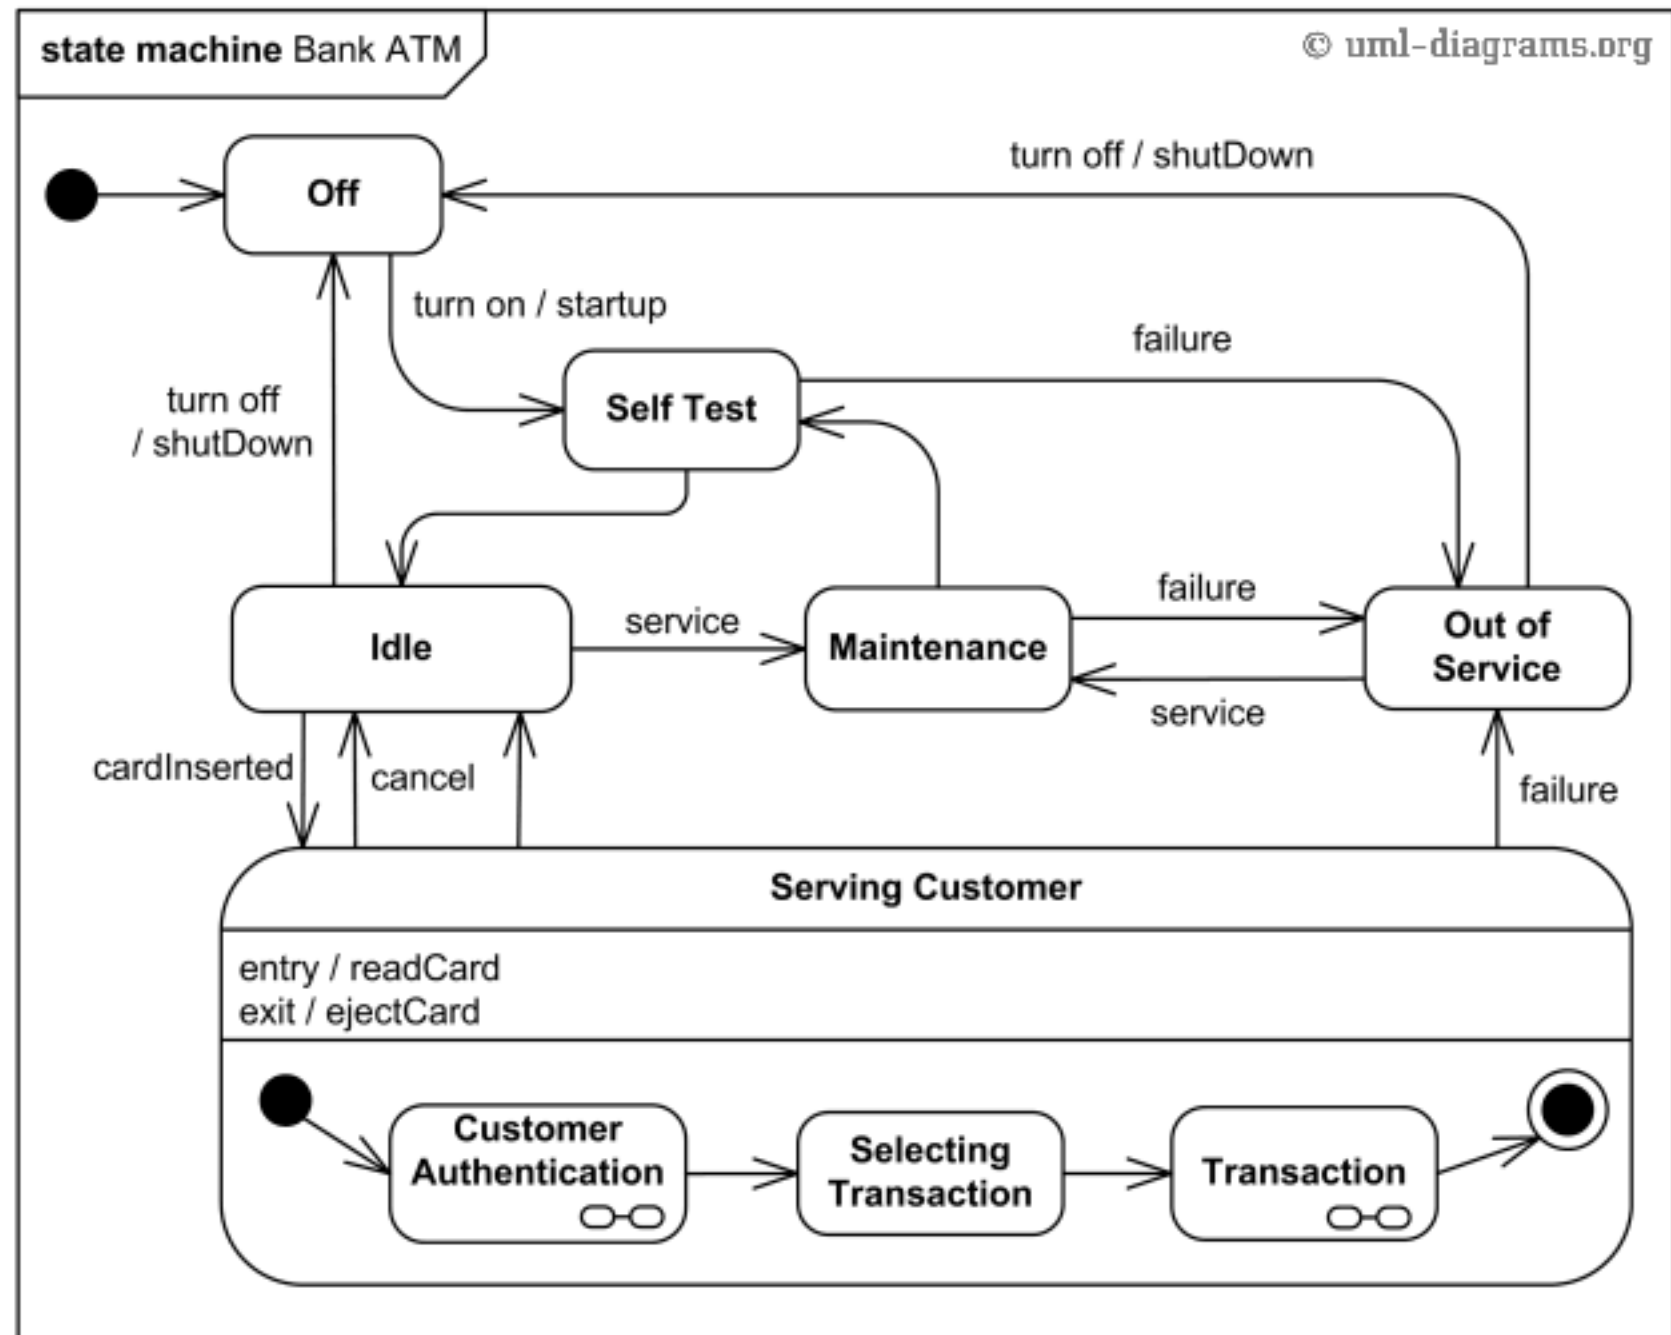 state machine Bank ATM
© uml-diagrams.org
turn off / shutDown
Off
turn on / startup
failure
turn off
/ shutDown
Self Test
failure
Idle
service
Maintenance
Out of
Service
service
cardInserted
cancel
failure
Serving Customer
entry / readCard
exit / ejectCard
Customer
Authentication
Selecting
Transaction
Transaction